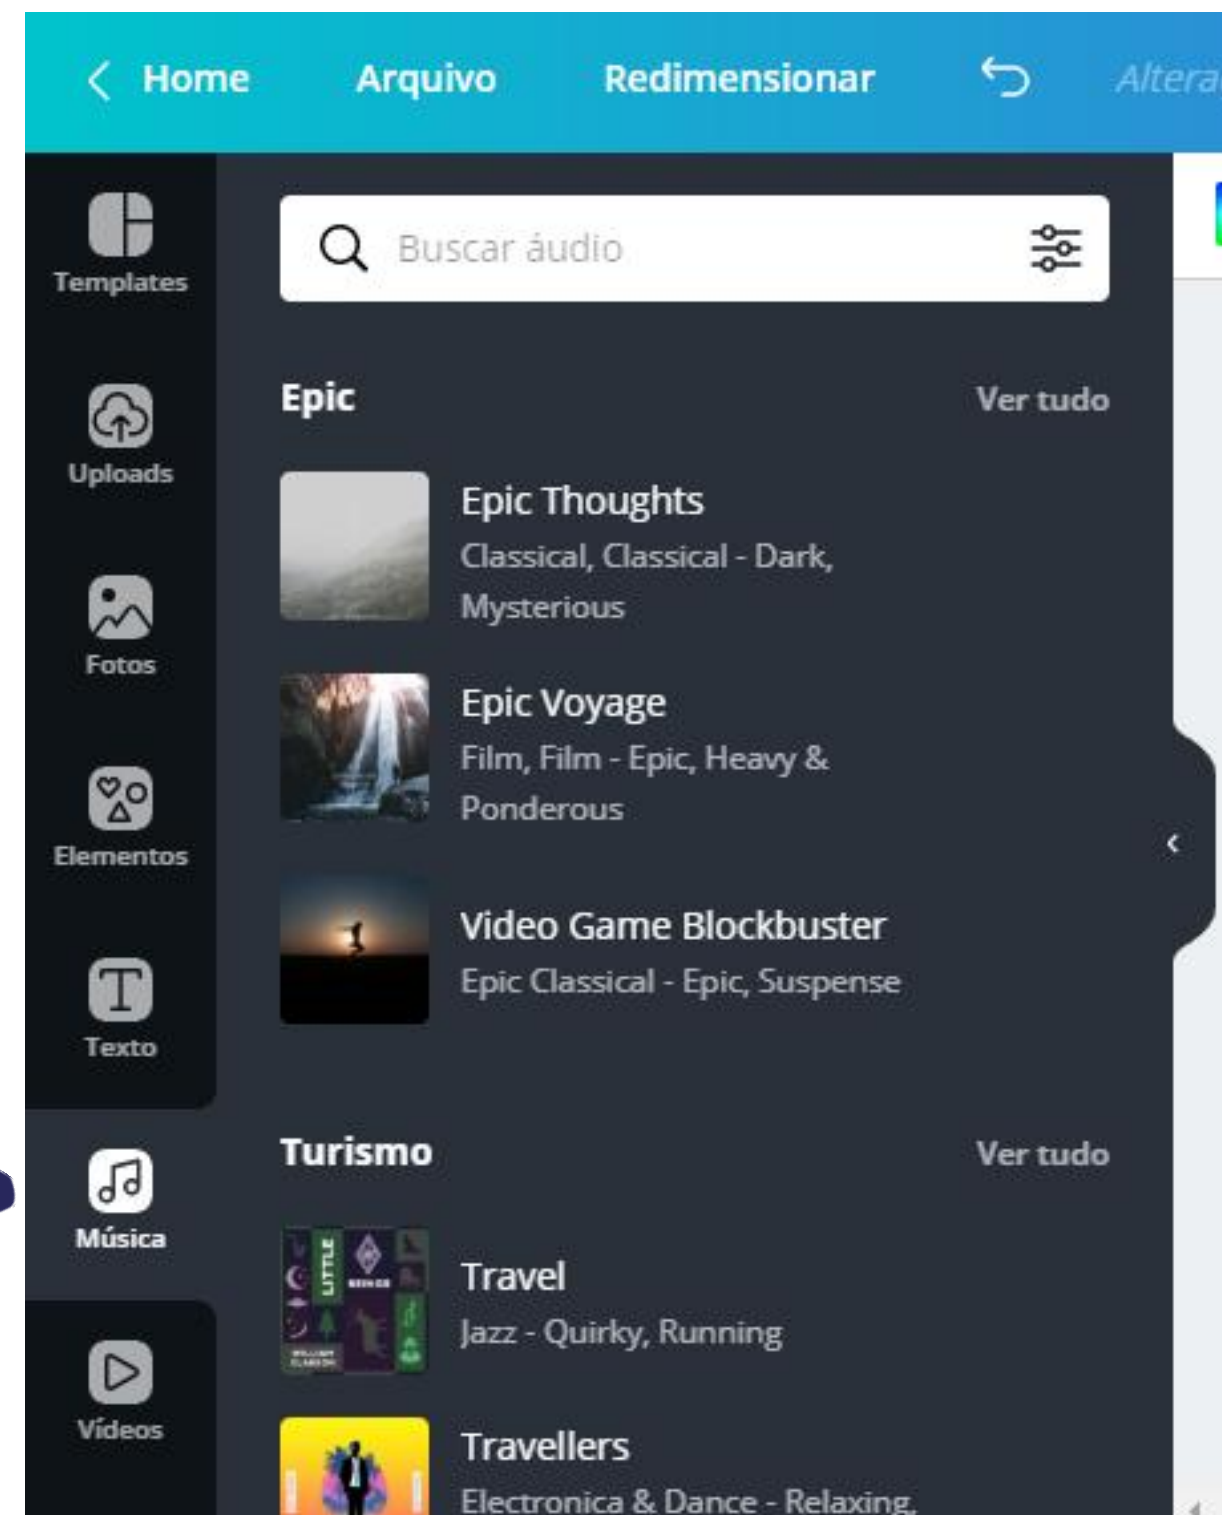 Home
Arquivo
Redimensionar
Altera
Templates
Uploads
Fotos
Elementos
Texto
Música
Vídeos
Buscar áudio
Epic
Ver tudo
Epic Thoughts
Classical, Classical - Dark,
Mysterious
Epic Voyage
Film, Film - Epic, Heavy &
Ponderous
Video Game Blockbuster
Epic Classical - Epic, Suspense
Turismo
Ver tudo
LITTLE
Travel
Jazz - Quirky, Running
Travellers
Electronica & Dance - Relaxing,